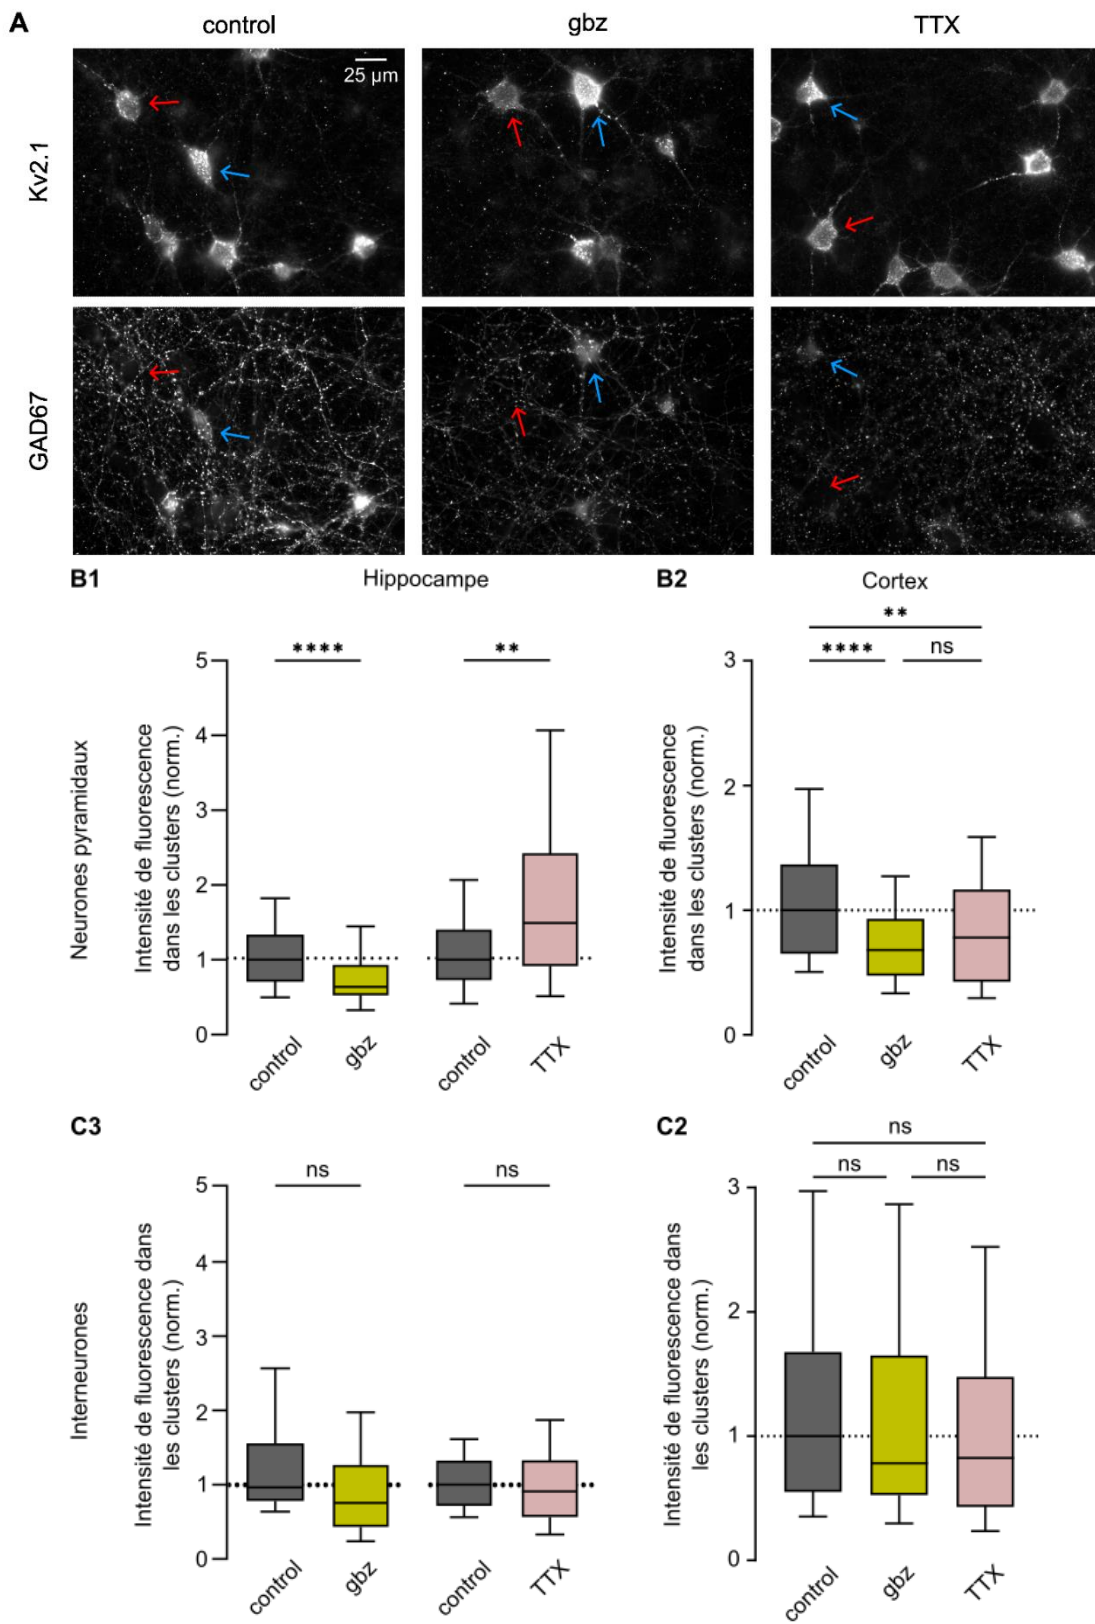 A
control
gbz
TTX
25 µm
Kv2.1
GAD67
B1
Hippocampe
B2
Cortex
Neurones pyramidaux
Intensité de fluorescence
dans les clusters (norm.)
5
4
3
2
1
0
****
**
control
gbz
control
TTX
Intensité de fluorescence
dans les clusters (norm.)
3
2
1
0
**
****
ns
control
gbz
TTX
C3
C2
Interneurones
Intensité de fluorescence dans
les clusters (norm.)
5
4
3
2
1
0
ns
ns
control
gbz
control
TTX
Intensité de fluorescence dans
les clusters (norm.)
3
2
1
0
ns
ns
ns
control
gbz
TTX